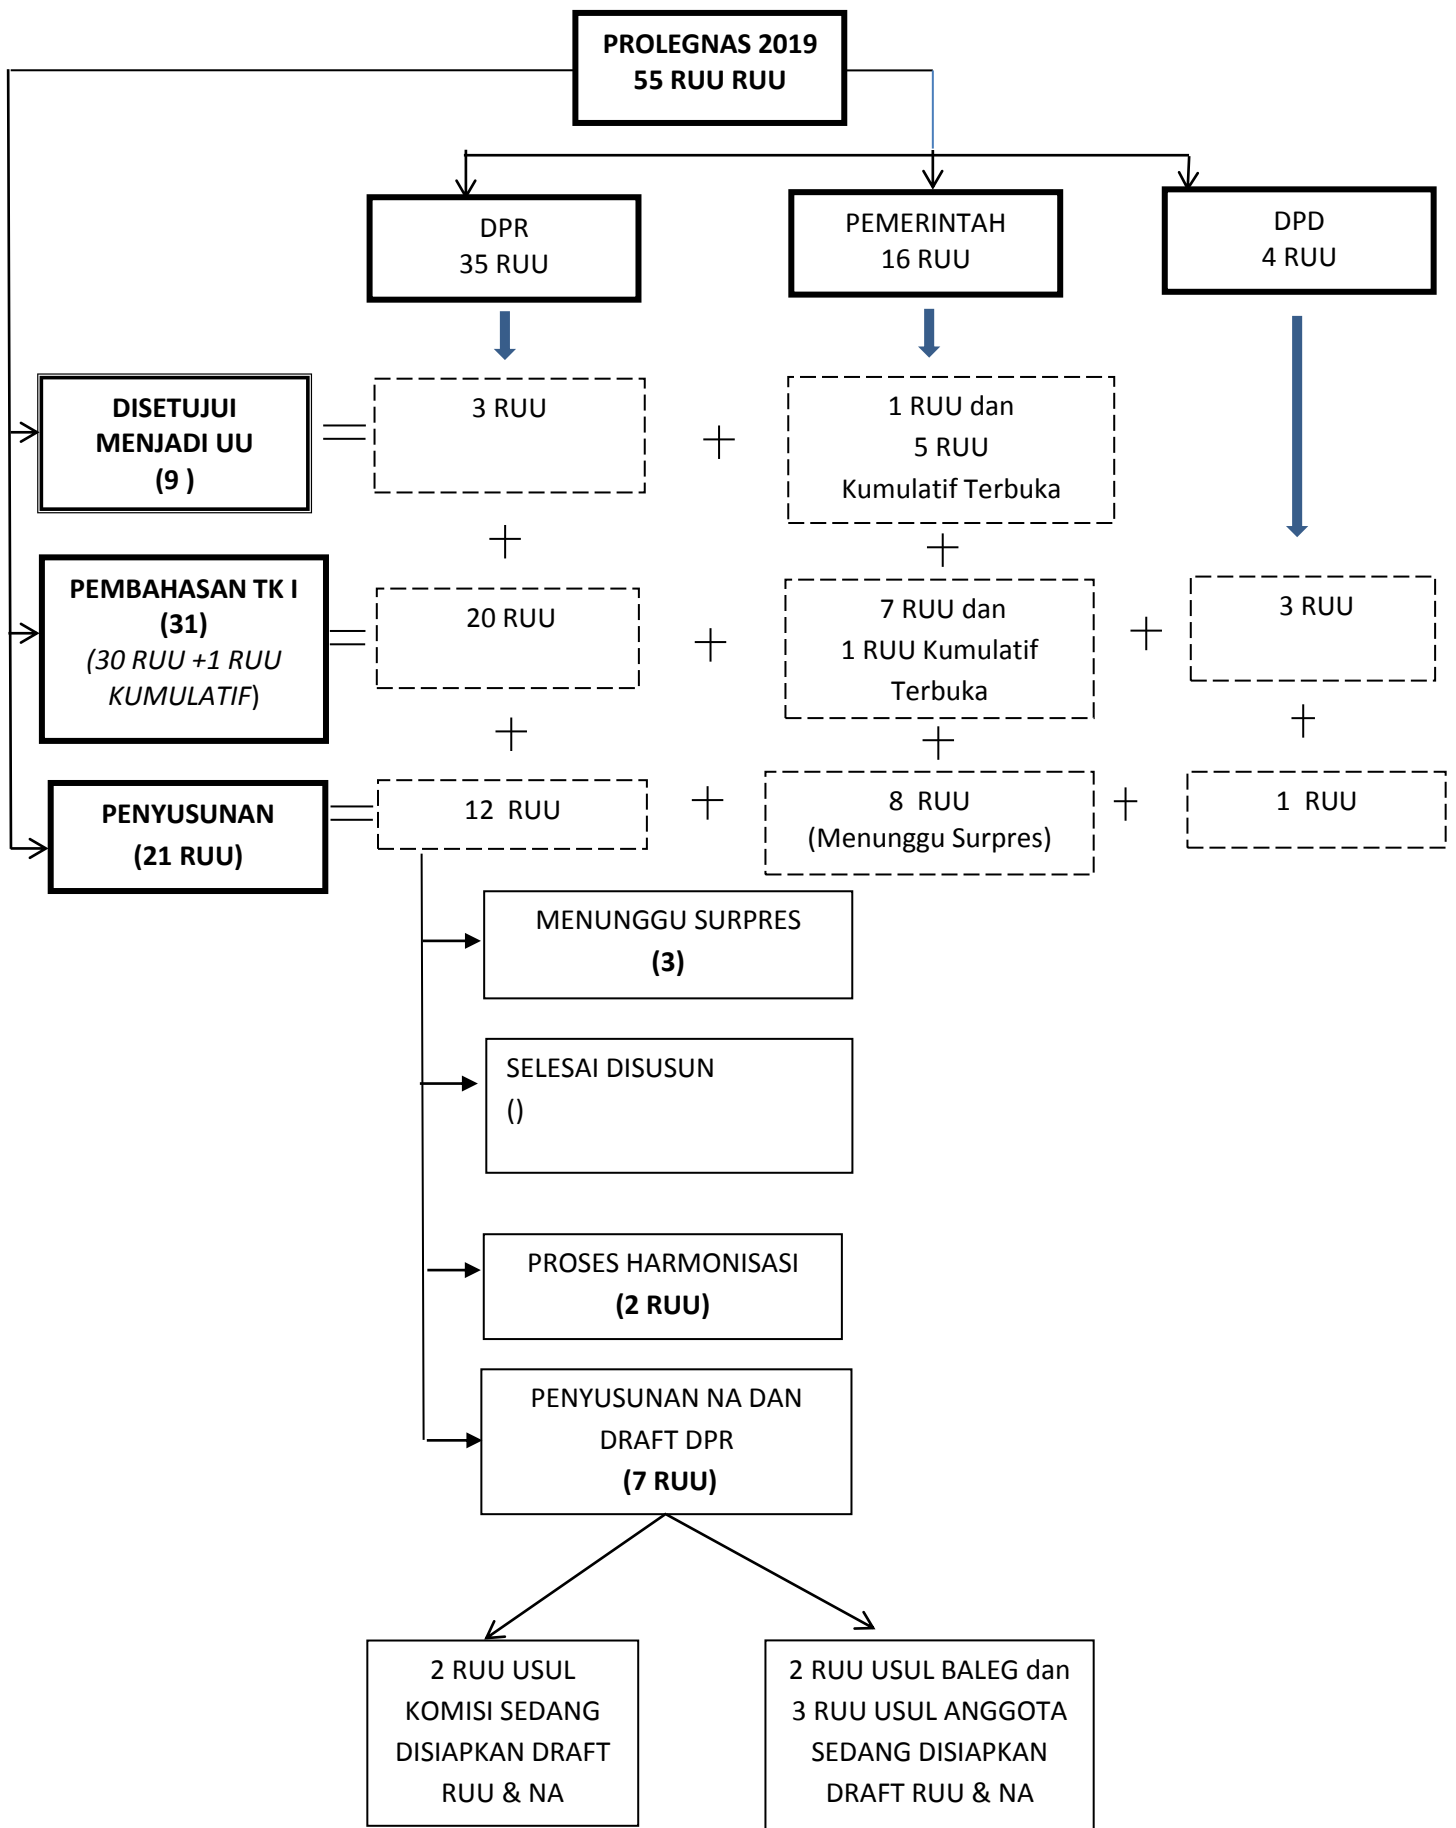 PROLEGNAS 2019
55 RUU RUU
DPR
35 RUU
PEMERINTAH
16 RUU
DPD
4 RUU
DISETUJUI
MENJADI UU
(9 )
3 RUU
1 RUU dan
5 RUU
Kumulatif Terbuka
PEMBAHASAN TK I
(31)
(30 RUU +1 RUU
KUMULATIF)
20 RUU
7 RUU dan
1 RUU Kumulatif
Terbuka
3 RUU
PENYUSUNAN
(21 RUU)
12  RUU
8  RUU
(Menunggu Surpres)
1  RUU
MENUNGGU SURPRES
(3)
SELESAI DISUSUN
()
PROSES HARMONISASI
(2 RUU)
PENYUSUNAN NA DAN
DRAFT DPR
(7 RUU)
2 RUU USUL
KOMISI SEDANG
DISIAPKAN DRAFT
RUU & NA
2 RUU USUL BALEG dan
3 RUU USUL ANGGOTA
SEDANG DISIAPKAN
DRAFT RUU & NA